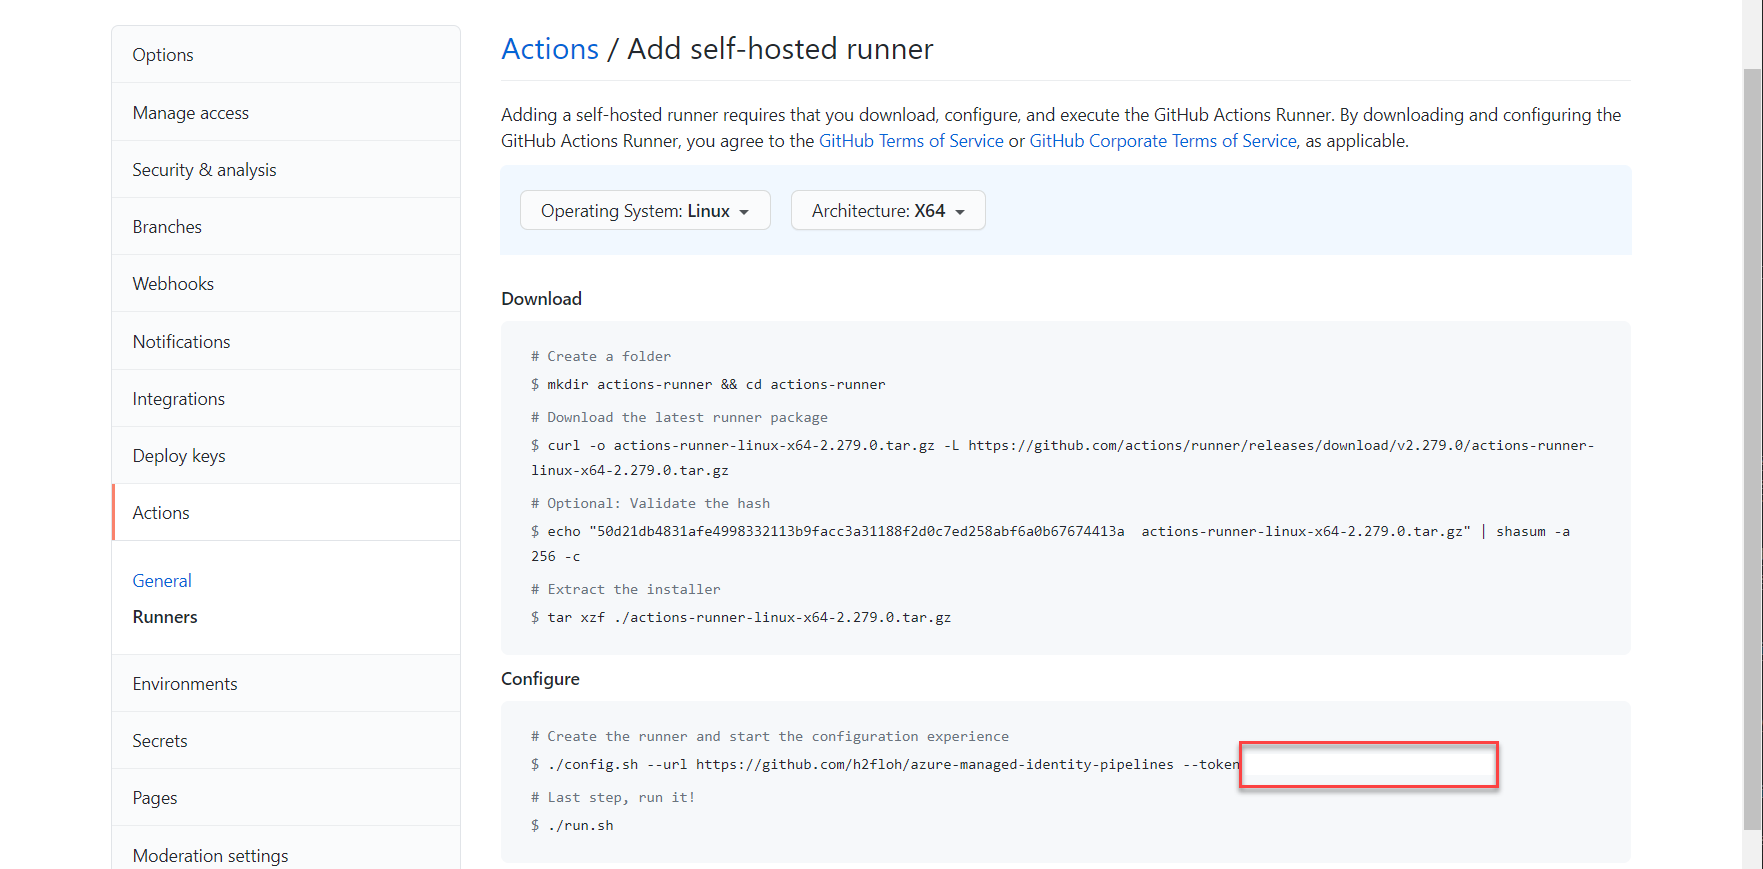 Options
Manage access
Security & analysis
Branches
Webhooks
Notifications
Integrations
Deploy keys
Actions
General
Runners
Environments
Secrets
Pages
Moderation settings
Actions / Add self-hosted runner
Adding a self-hosted runner requires that you download, configure, and execute the GitHub Actions Runner. By downloading and configuring the
GitHub Actions Runner, you agree to the GitHub Terms of Service or GitHub Corporate Terms of Service, as applicable.
Operating System: Linux
Architecture: X64
Download
# Create a folder
$ mkdir actions-runner && cd actions-runner
# Download the latest runner package
$ curl -o actions-runner-linux-x64-2.279.0.tar.gz -L https://github.com/actions/runner/releases/download/v2.279.0/actions-runner-
linux-x64-2.279.0.tar.gz
# Optional: Validate the hash
$ echo "50d21db4831afe4998332113b9facc3a31188f2d0c7ed258abf6a0b67674413a  actions-runner-linux-x64-2.279.0.tar.gz" | shasum -a
256 -c
# Extract the installer
$ tar xzf ./actions-runner-linux-x64-2.279.0.tar.gz
Configure
# Create the runner and start the configuration experience
$ ./config.sh --url https://github.com/h2floh/azure-managed-identity-pipelines --token
# Last step, run it!
$ ./run.sh